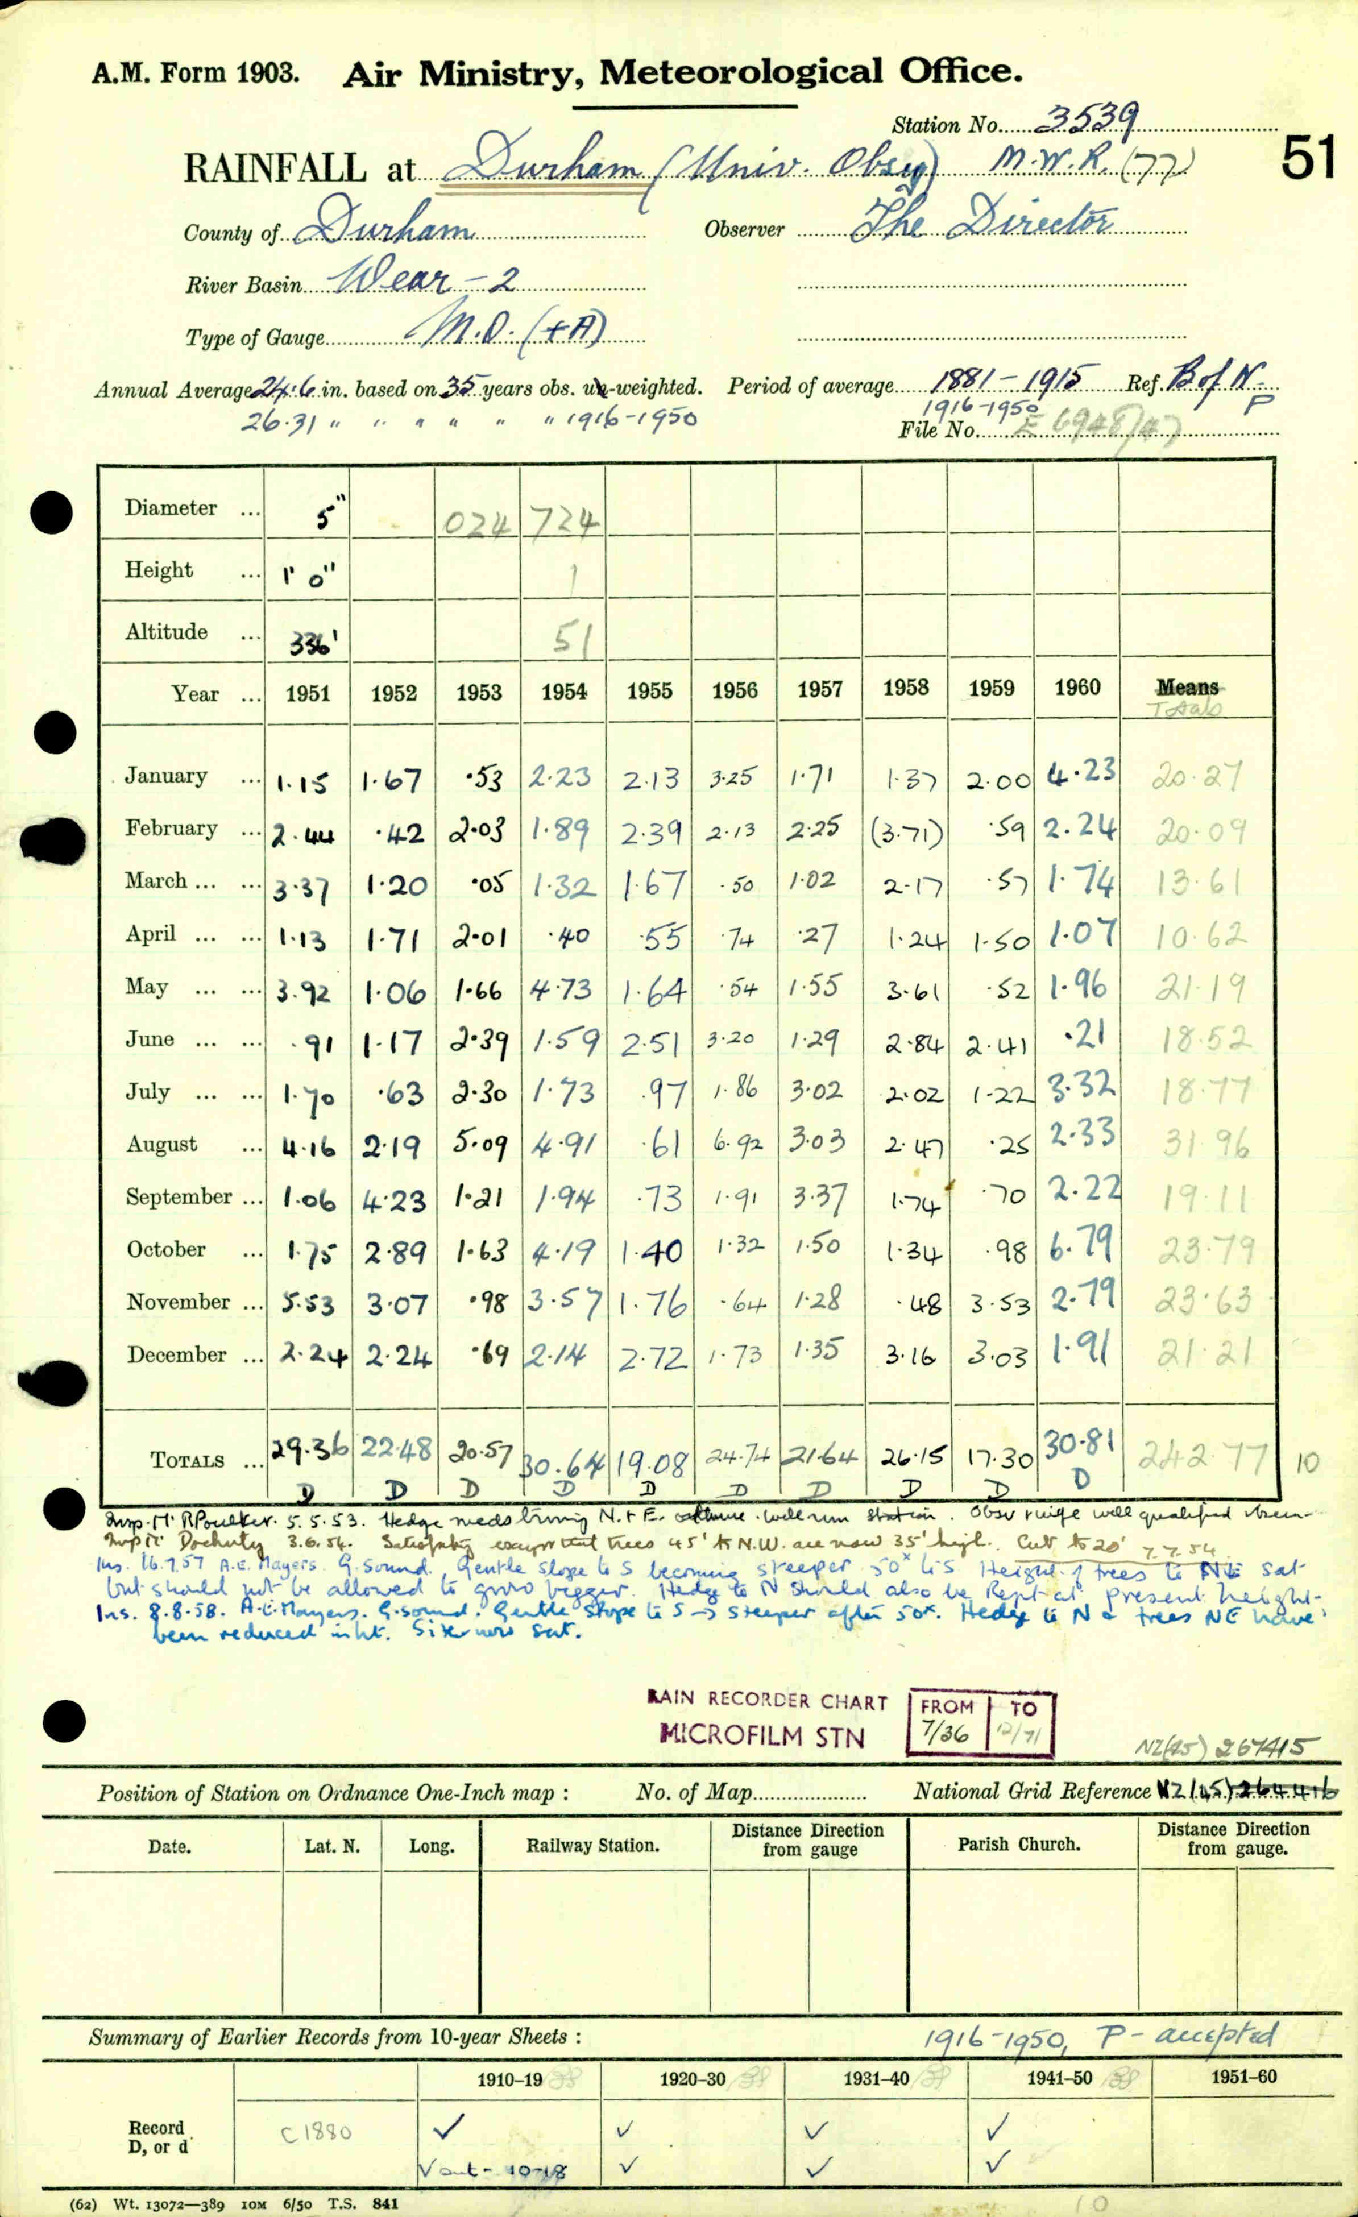 A.M. Form 1903. Air Ministry, Meteorological Office.
Station No. 3539
51
RAINFALL at Durham (Univ. Obsy) M.W.R. (77)
County of Durham Observer The Director
River Basin Wear - 2
Type of Gauge M.O. (+A)
Annual Average 24.6 in. based on 35 years obs. un-weighted. Period of average 1881-1915 Ref. B of N. P
26.31 " " " " " " 1916-1950 1916-1950
File No. E 6948/47
Diameter ... 5" 024 724
Height ... 1' 0" 1
Altitude ... 336' 51
Year ... 1951 1952 1953 1954 1955 1956 1957 1958 1959 1960 Means
Totals
January ... 1.15 1.67 .53 2.23 2.13 3.25 1.71 1.37 2.00 4.23 20.27
February ... 2.44 .42 2.03 1.89 2.39 2.13 2.25 (3.71) .59 2.24 20.09
March ... ... 3.37 1.20 .05 1.32 1.67 .50 1.02 2.17 .57 1.74 13.61
April ... ... 1.13 1.71 2.01 .40 .55 .74 .27 1.24 1.50 1.07 10.62
May ... ... 3.92 1.06 1.66 4.73 1.64 .54 1.55 3.61 .52 1.96 21.19
June ... ... .91 1.17 2.39 1.59 2.51 3.20 1.29 2.84 2.41 .21 18.52
July ... ... 1.70 .63 2.30 1.73 .97 1.86 3.02 2.02 1.22 3.32 18.77
August ... 4.16 2.19 5.09 4.91 .61 6.92 3.03 2.47 .25 2.33 31.96
September ... 1.06 4.23 1.21 1.94 .73 1.91 3.37 1.74 .70 2.22 19.11
October ... 1.75 2.89 1.63 4.19 1.40 1.32 1.50 1.34 .98 6.79 23.79
November ... 5.53 3.07 .98 3.57 1.76 .64 1.28 .48 3.53 2.79 23.63
December ... 2.24 2.24 .69 2.14 2.72 1.73 1.35 3.16 3.03 1.91 21.21
TOTALS ... 29.36 22.48 20.57 30.64 19.08 24.74 21.64 26.15 17.30 30.81 242.77 10
D D D D D D D D D D
Insp. Mr R Poulter. 5.5.53. Hedge needs trimming N. + E. Well run station. Obsr well qualified
Insp Mr Docherty 3.6.54. Satisfactory except that trees 45' to N.W. are now 35' high. Cut to 20' 7.7.54
Ins. 16.7.57 A.E. Mayers. G. sound. Gentle slope to S becoming steeper 50x to S. Height of trees to NE sat
but should not be allowed to grow bigger. Hedge to N should also be kept at present height.
Ins. 8.8.58. A.E. Mayers. G. sound. Gentle slope to S → steeper after 50x. Hedge to N & trees NE have
been reduced in ht. Site now sat.
RAIN RECORDER CHART FROM TO
MICROFILM STN 7/36 12/71
NZ(45) 267415
Position of Station on Ordnance One-Inch map : No. of Map National Grid Reference NZ(45) 264416
Date. Lat. N. Long. Railway Station. Distance Direction from gauge Parish Church. Distance Direction from gauge.
Summary of Earlier Records from 10-year Sheets : 1916-1950, P - accepted
1910-19 1920-30 1931-40 1941-50 1951-60
Record D, or d C1880 ✓ ✓ ✓ ✓
✓ out - 10-18 ✓ ✓ ✓
(62) Wt. 13072—389 10M 6/50 T.S. 841
10